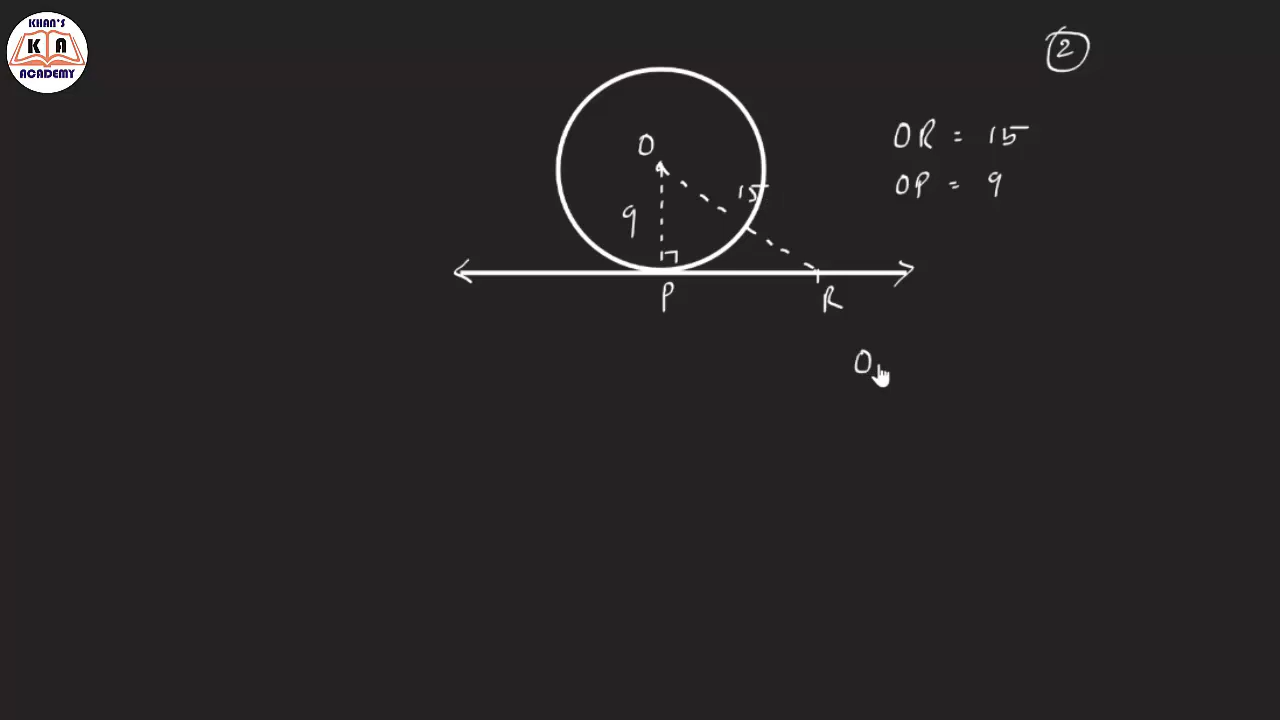 KHAN'S
K A
ACADEMY
2
O
OR = 15
15
OP = 9
9
P
R
O